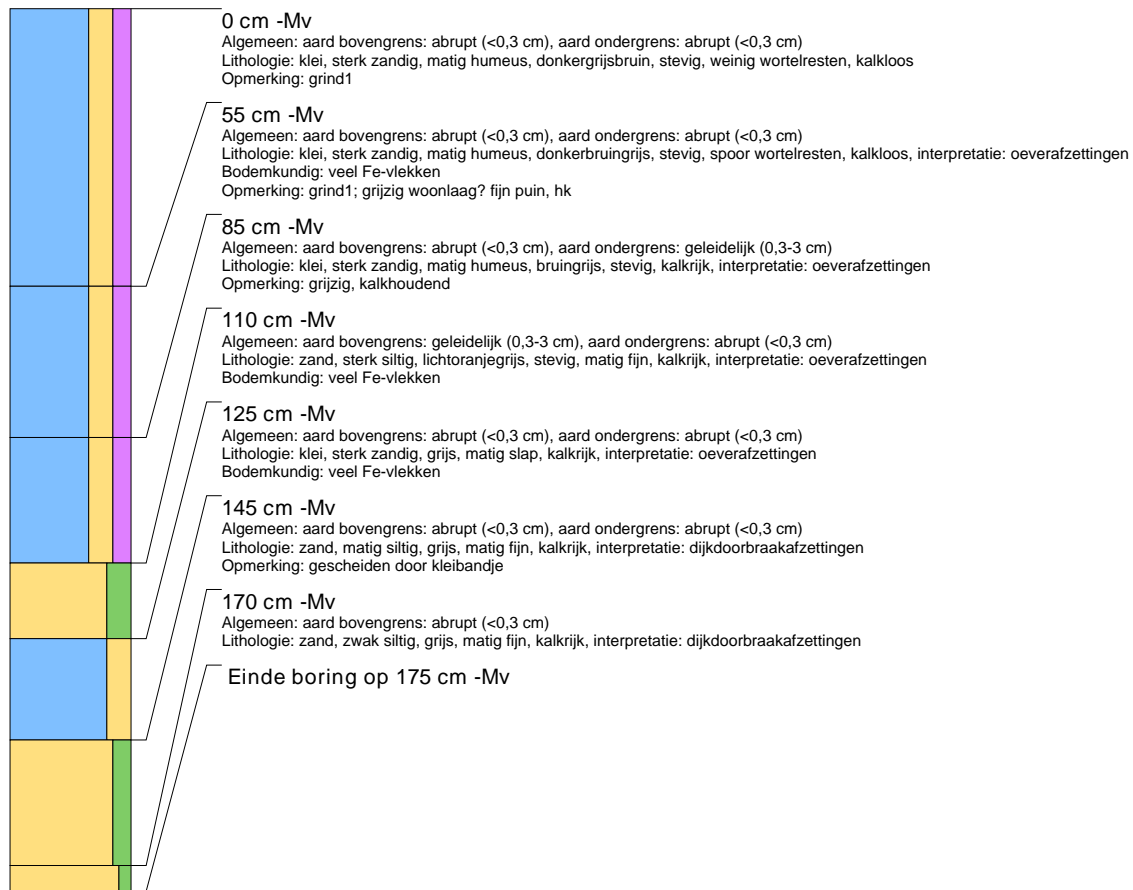 0 cm -Mv
Algemeen: aard bovengrens: abrupt (<0,3 cm), aard ondergrens: abrupt (<0,3 cm)
Lithologie: klei, sterk zandig, matig humeus, donkergrijsbruin, stevig, weinig wortelresten, kalkloos
Opmerking: grind1
55 cm -Mv
Algemeen: aard bovengrens: abrupt (<0,3 cm), aard ondergrens: abrupt (<0,3 cm)
Lithologie: klei, sterk zandig, matig humeus, donkerbruingrijs, stevig, spoor wortelresten, kalkloos, interpretatie: oeverafzettingen
Bodemkundig: veel Fe-vlekken
Opmerking: grind1; grijzig woonlaag? fijn puin, hk
85 cm -Mv
Algemeen: aard bovengrens: abrupt (<0,3 cm), aard ondergrens: geleidelijk (0,3-3 cm)
Lithologie: klei, sterk zandig, matig humeus, bruingrijs, stevig, kalkrijk, interpretatie: oeverafzettingen
Opmerking: grijzig, kalkhoudend
110 cm -Mv
Algemeen: aard bovengrens: geleidelijk (0,3-3 cm), aard ondergrens: abrupt (<0,3 cm)
Lithologie: zand, sterk siltig, lichtoranjegrijs, stevig, matig fijn, kalkrijk, interpretatie: oeverafzettingen
Bodemkundig: veel Fe-vlekken
125 cm -Mv
Algemeen: aard bovengrens: abrupt (<0,3 cm), aard ondergrens: abrupt (<0,3 cm)
Lithologie: klei, sterk zandig, grijs, matig slap, kalkrijk, interpretatie: oeverafzettingen
Bodemkundig: veel Fe-vlekken
145 cm -Mv
Algemeen: aard bovengrens: abrupt (<0,3 cm), aard ondergrens: abrupt (<0,3 cm)
Lithologie: zand, matig siltig, grijs, matig fijn, kalkrijk, interpretatie: dijkdoorbraakafzettingen
Opmerking: gescheiden door kleibandje
170 cm -Mv
Algemeen: aard bovengrens: abrupt (<0,3 cm)
Lithologie: zand, zwak siltig, grijs, matig fijn, kalkrijk, interpretatie: dijkdoorbraakafzettingen
Einde boring op 175 cm -Mv